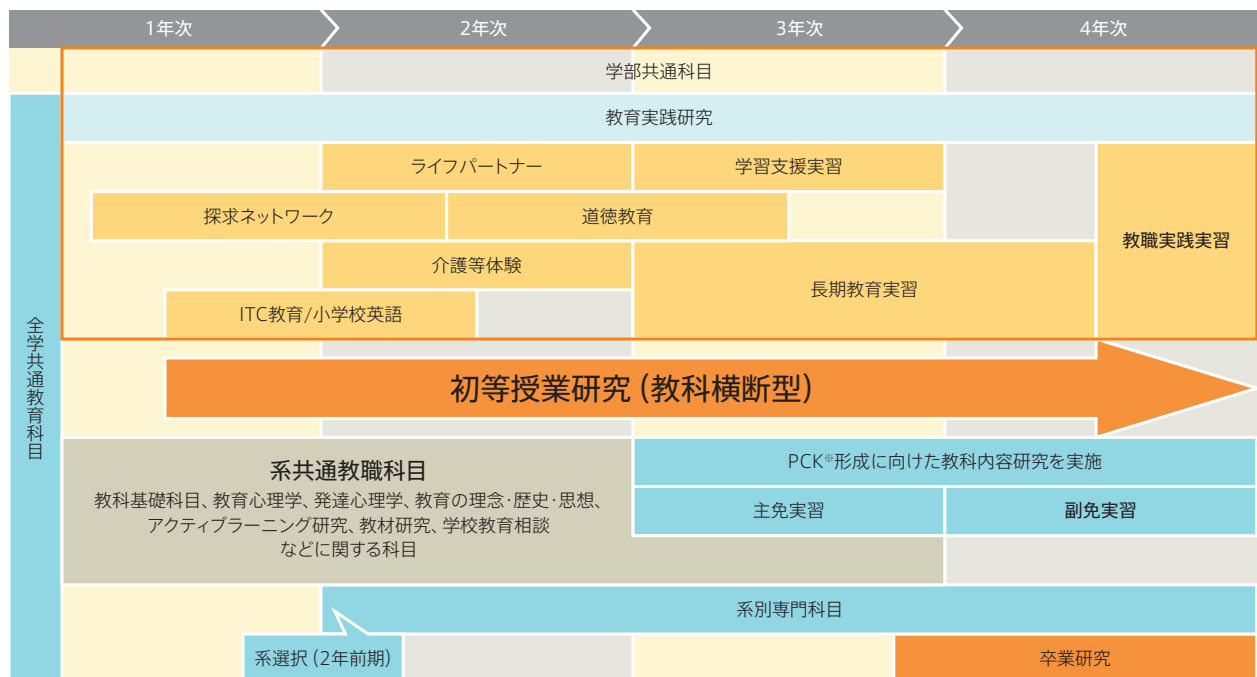 1年次
2年次
3年次
4年次
学部共通科目
教育実践研究
ライフパートナー
学習支援実習
探求ネットワーク
道徳教育
教職実践実習
介護等体験
長期教育実習
ITC教育/小学校英語
全学共通教育科目
初等授業研究(教科横断型)
系共通教職科目
教科基礎科目、教育心理学、発達心理学、教育の理念・歴史・思想、
アクティブラーニング研究、教材研究、学校教育相談
などに関する科目
PCK※形成に向けた教科内容研究を実施
主免実習
副免実習
系別専門科目
系選択(2年前期)
卒業研究